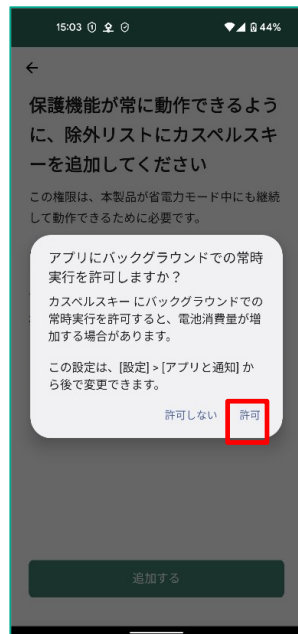 15:03
44%
保護機能が常に動作できるよう
に、除外リストにカスペルスキ
ーを追加してください
この権限は、本製品が省電力モード中にも継続
して動作できるために必要です。
アプリにバックグラウンドでの常時
実行を許可しますか？
カスペルスキー にバックグラウンドでの
常時実行を許可すると、電池消費量が増
加する場合があります。
この設定は、[設定] > [アプリと通知] か
ら後で変更できます。
許可しない 許可
追加する